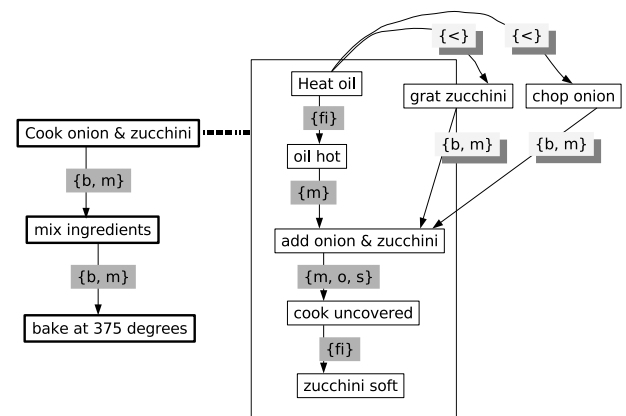 {<}
{<}
Heat oil
grat zucchini
chop onion
{fi}
Cook onion & zucchini
oil hot
{b, m}
{b, m}
{b, m}
{m}
mix ingredients
add onion & zucchini
{b, m}
{m, o, s}
cook uncovered
bake at 375 degrees
{fi}
zucchini soft